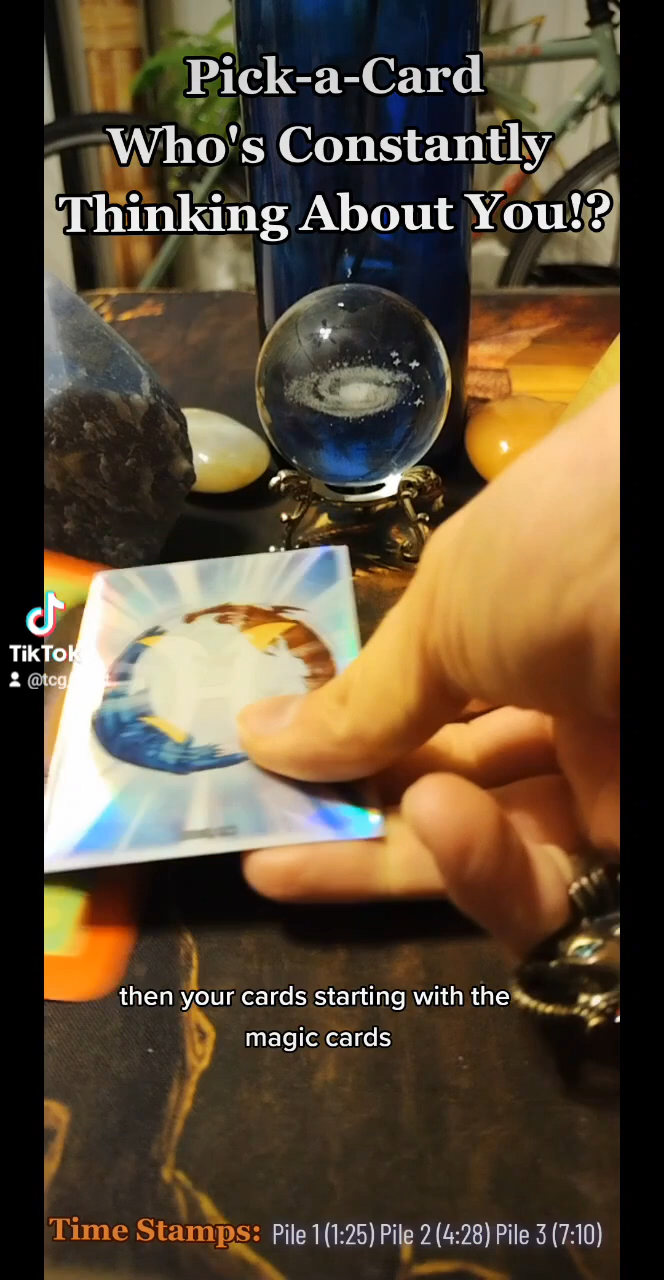 Pick-a-Card
Who's Constantly
Thinking About You!?
TikTok
@tcg
then your cards starting with the
magic cards
Time Stamps: Pile 1 (1:25) Pile 2 (4:28) Pile 3 (7:10)